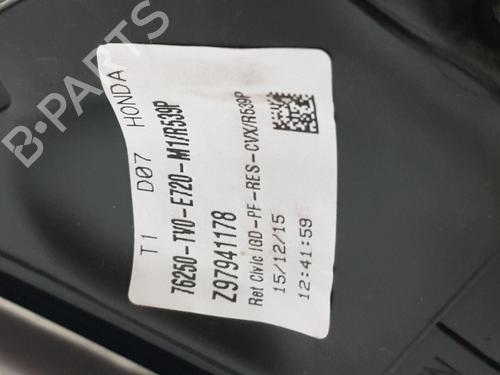 T1 D07 HONDA
76250-TV0-E720-M1/R539P
Z97941178
Ret Civic IGD-PF-RES-CVX/R539P
15/12/15
12:41:59
B-PARTS